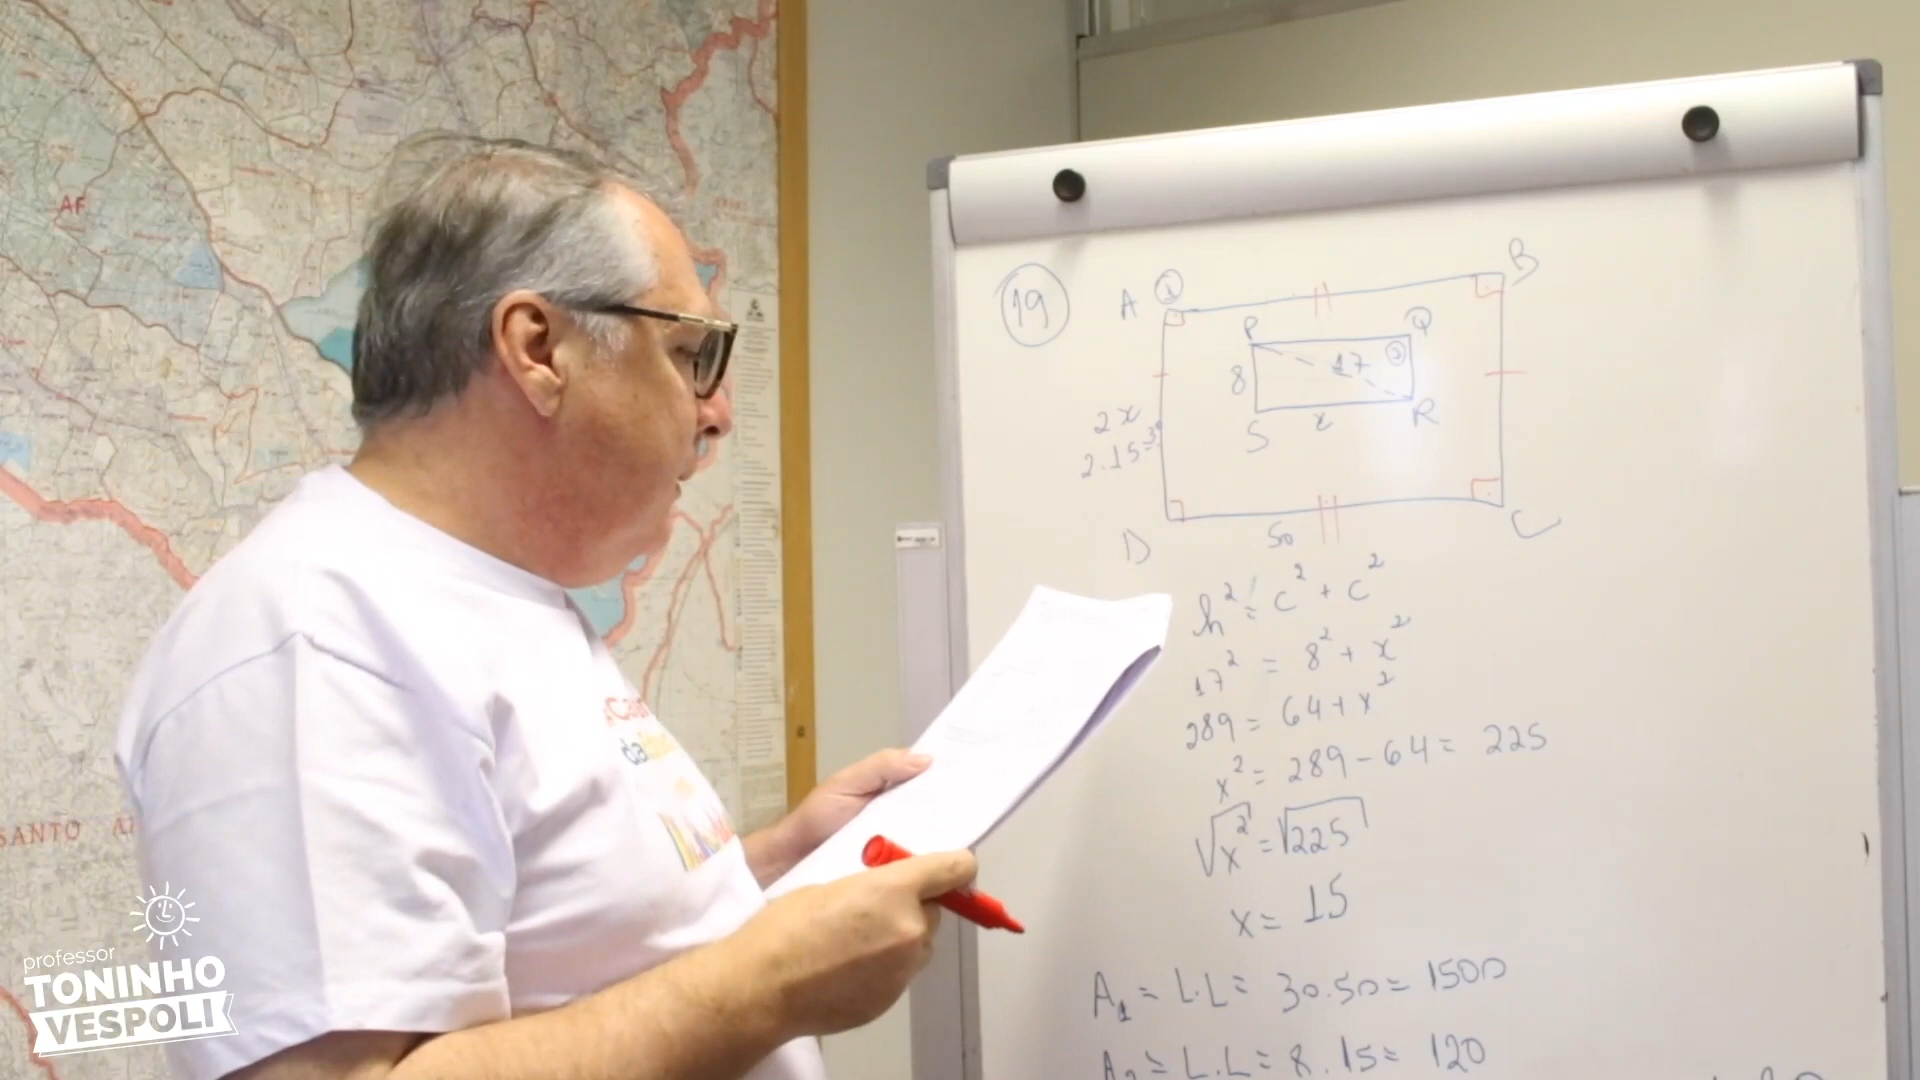 AF
SANTO
professor
TONINHO
VESPOLI
da
19
A 1 B
P Q
17 2
8
2x
S x R
2.15=3
D 50 C
h² = c² + c²
17² = 8² + x²
289 = 64 + x²
x² = 289 - 64 = 225
√x² = √225
x = 15
A₁ = L.L = 30.50 = 1500
A₂ = L.L = 8.15 = 120